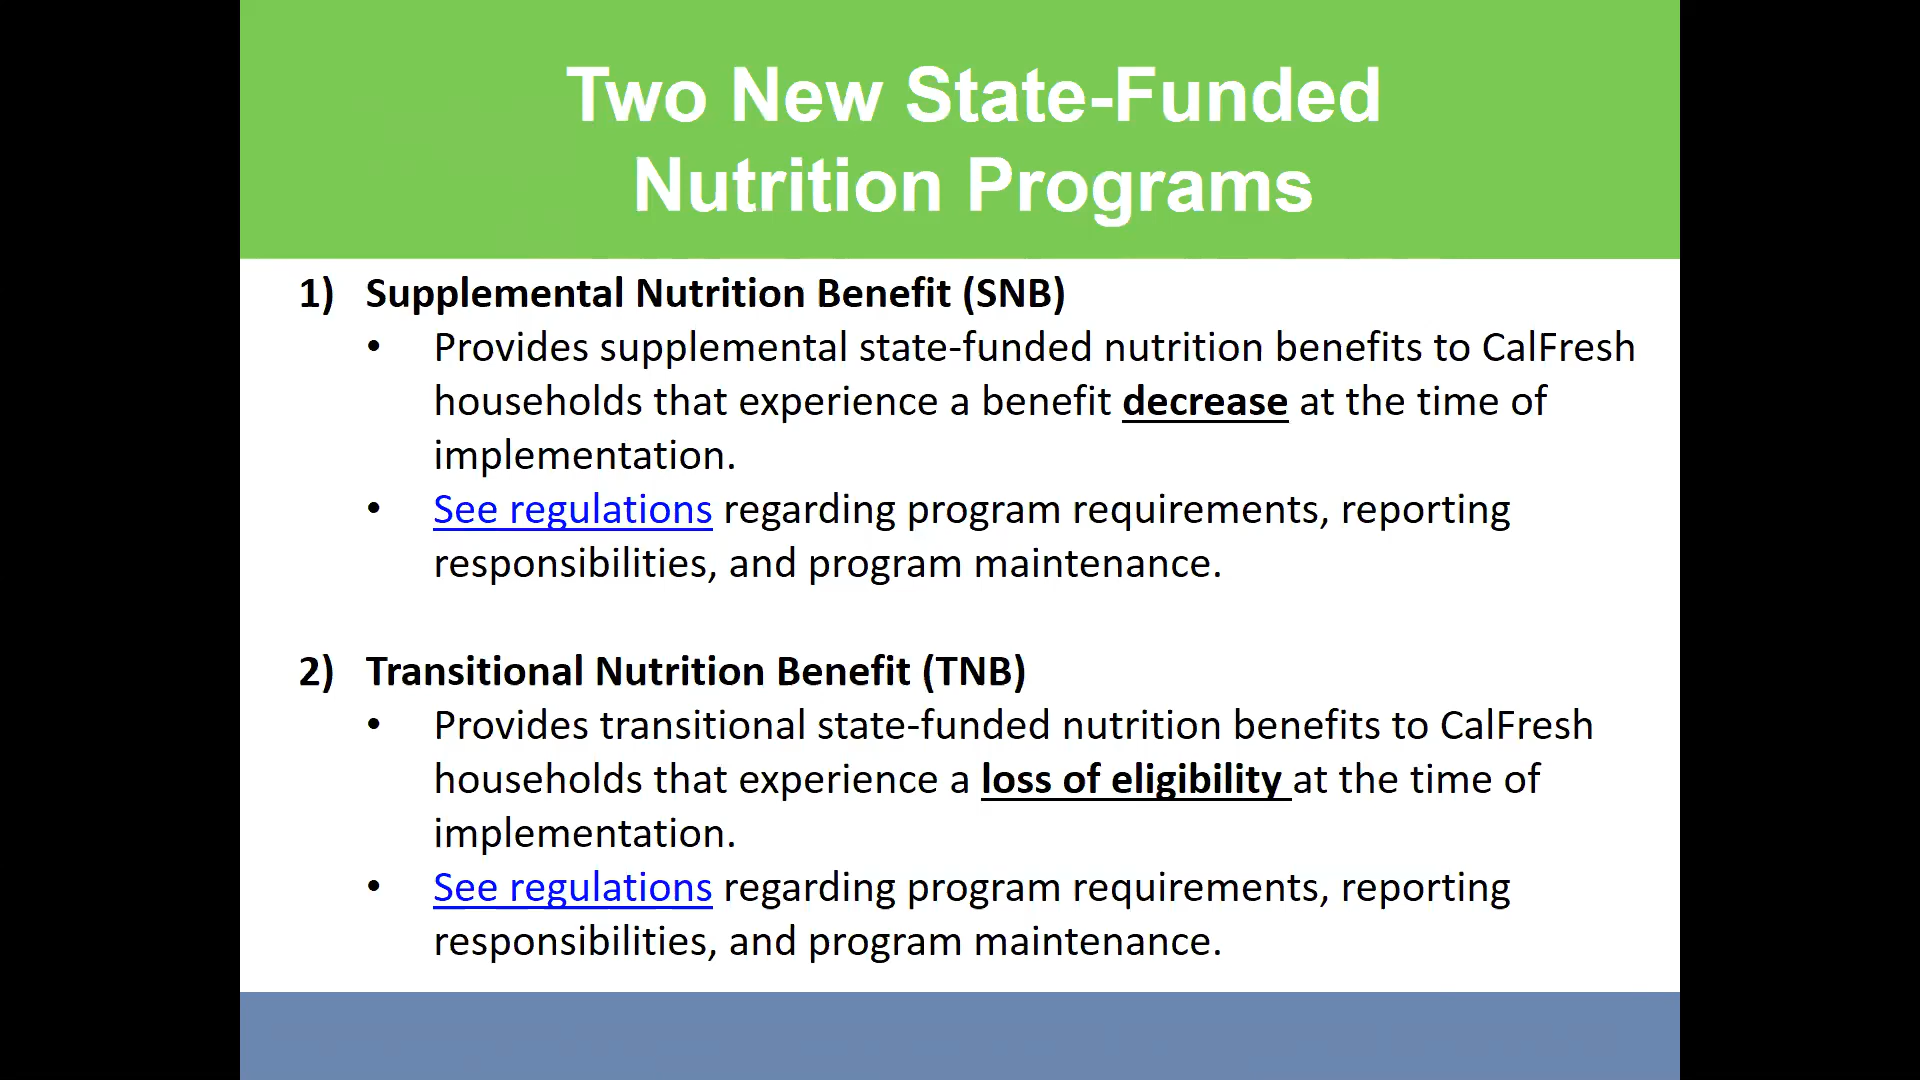 Two New State-Funded
Nutrition Programs
1) Supplemental Nutrition Benefit (SNB)
• Provides supplemental state-funded nutrition benefits to CalFresh
households that experience a benefit decrease at the time of
implementation.
• See regulations regarding program requirements, reporting
responsibilities, and program maintenance.
2) Transitional Nutrition Benefit (TNB)
• Provides transitional state-funded nutrition benefits to CalFresh
households that experience a loss of eligibility at the time of
implementation.
• See regulations regarding program requirements, reporting
responsibilities, and program maintenance.